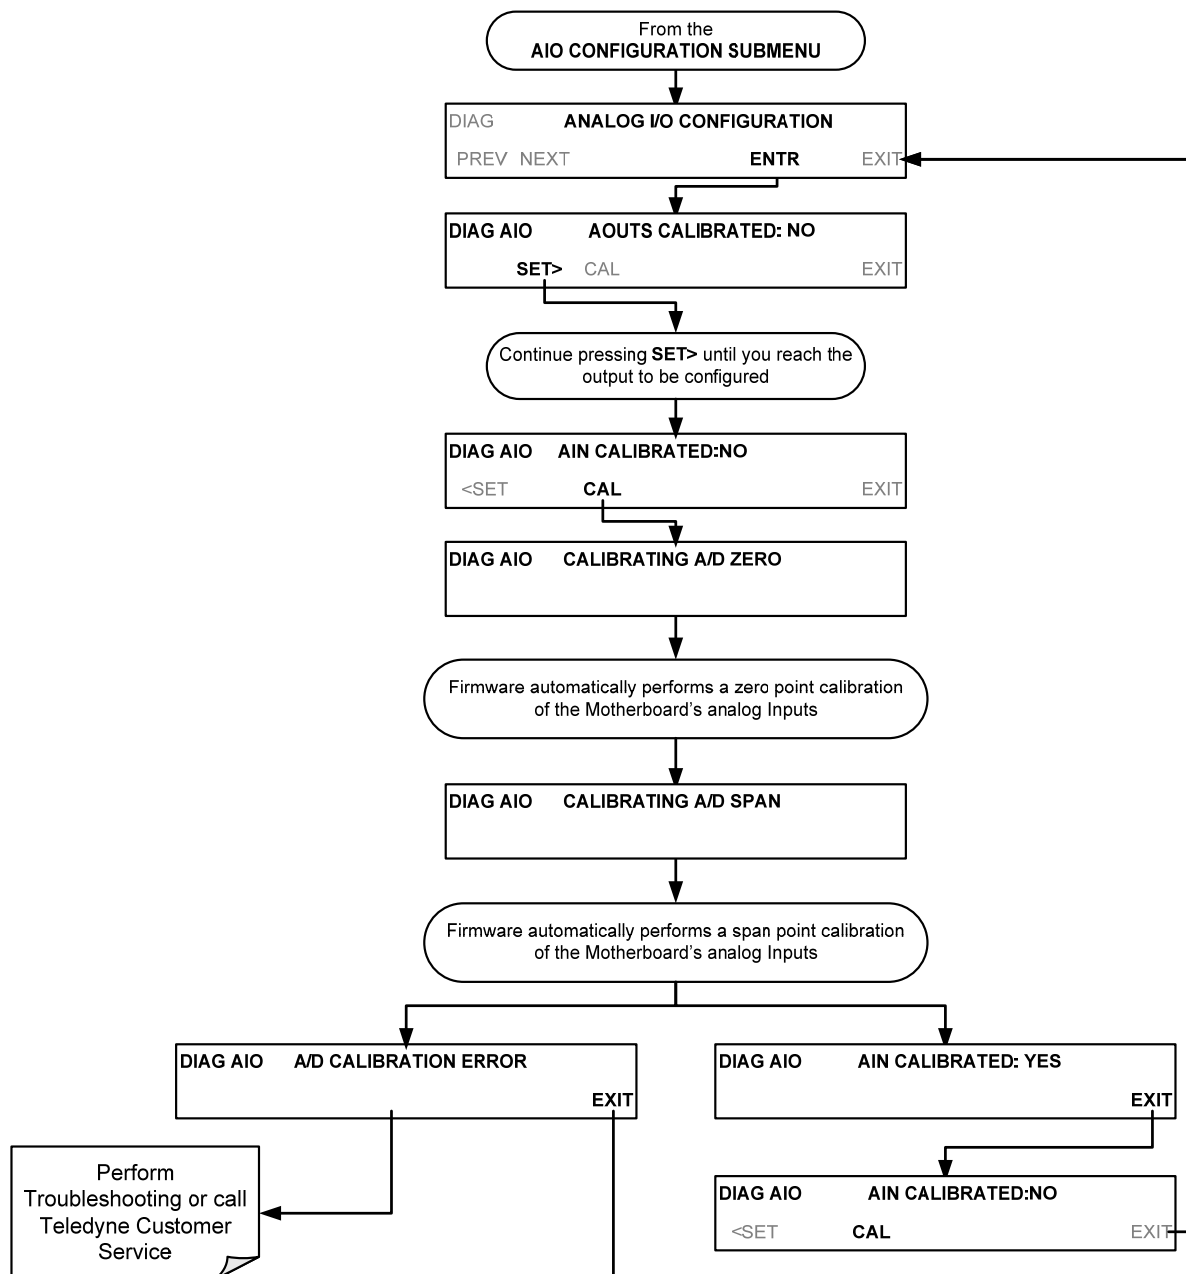 From the
AIO CONFIGURATION SUBMENU
DIAG ANALOG I/O CONFIGURATION
PREV NEXT ENTR EXIT
DIAG AIO AOUTS CALIBRATED: NO
SET> CAL EXIT
Continue pressing SET> until you reach the
output to be configured
DIAG AIO AIN CALIBRATED:NO
<SET CAL EXIT
DIAG AIO CALIBRATING A/D ZERO
Firmware automatically performs a zero point calibration
of the Motherboard's analog Inputs
DIAG AIO CALIBRATING A/D SPAN
Firmware automatically performs a span point calibration
of the Motherboard's analog Inputs
DIAG AIO A/D CALIBRATION ERROR
EXIT
DIAG AIO AIN CALIBRATED: YES
EXIT
Perform
Troubleshooting or call
Teledyne Customer
Service
DIAG AIO AIN CALIBRATED:NO
<SET CAL EXIT